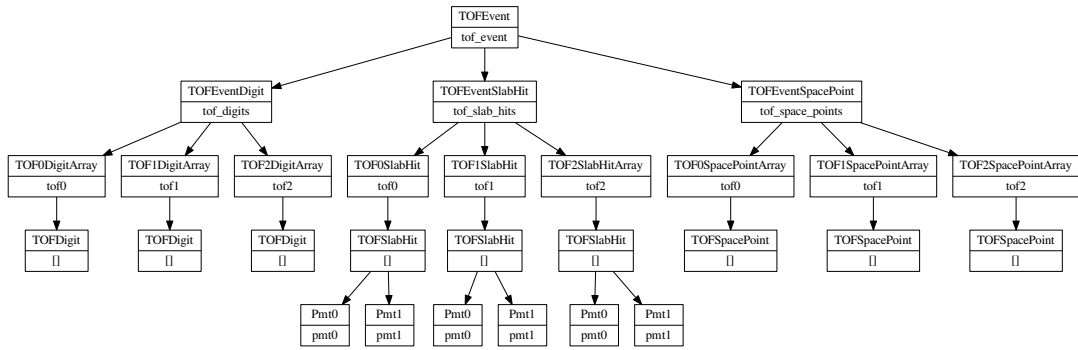 TOFEvent
tof_event
TOFEventDigit
tof_digits
TOFEventSlabHit
tof_slab_hits
TOFEventSpacePoint
tof_space_points
TOF0DigitArray
tof0
TOF1DigitArray
tof1
TOF2DigitArray
tof2
TOF0SlabHit
tof0
TOF1SlabHit
tof1
TOF2SlabHitArray
tof2
TOF0SpacePointArray
tof0
TOF1SpacePointArray
tof1
TOF2SpacePointArray
tof2
TOFDigit
[]
TOFDigit
[]
TOFDigit
[]
TOFSlabHit
[]
TOFSlabHit
[]
TOFSlabHit
[]
TOFSpacePoint
[]
TOFSpacePoint
[]
TOFSpacePoint
[]
Pmt0
pmt0
Pmt1
pmt1
Pmt0
pmt0
Pmt1
pmt1
Pmt0
pmt0
Pmt1
pmt1